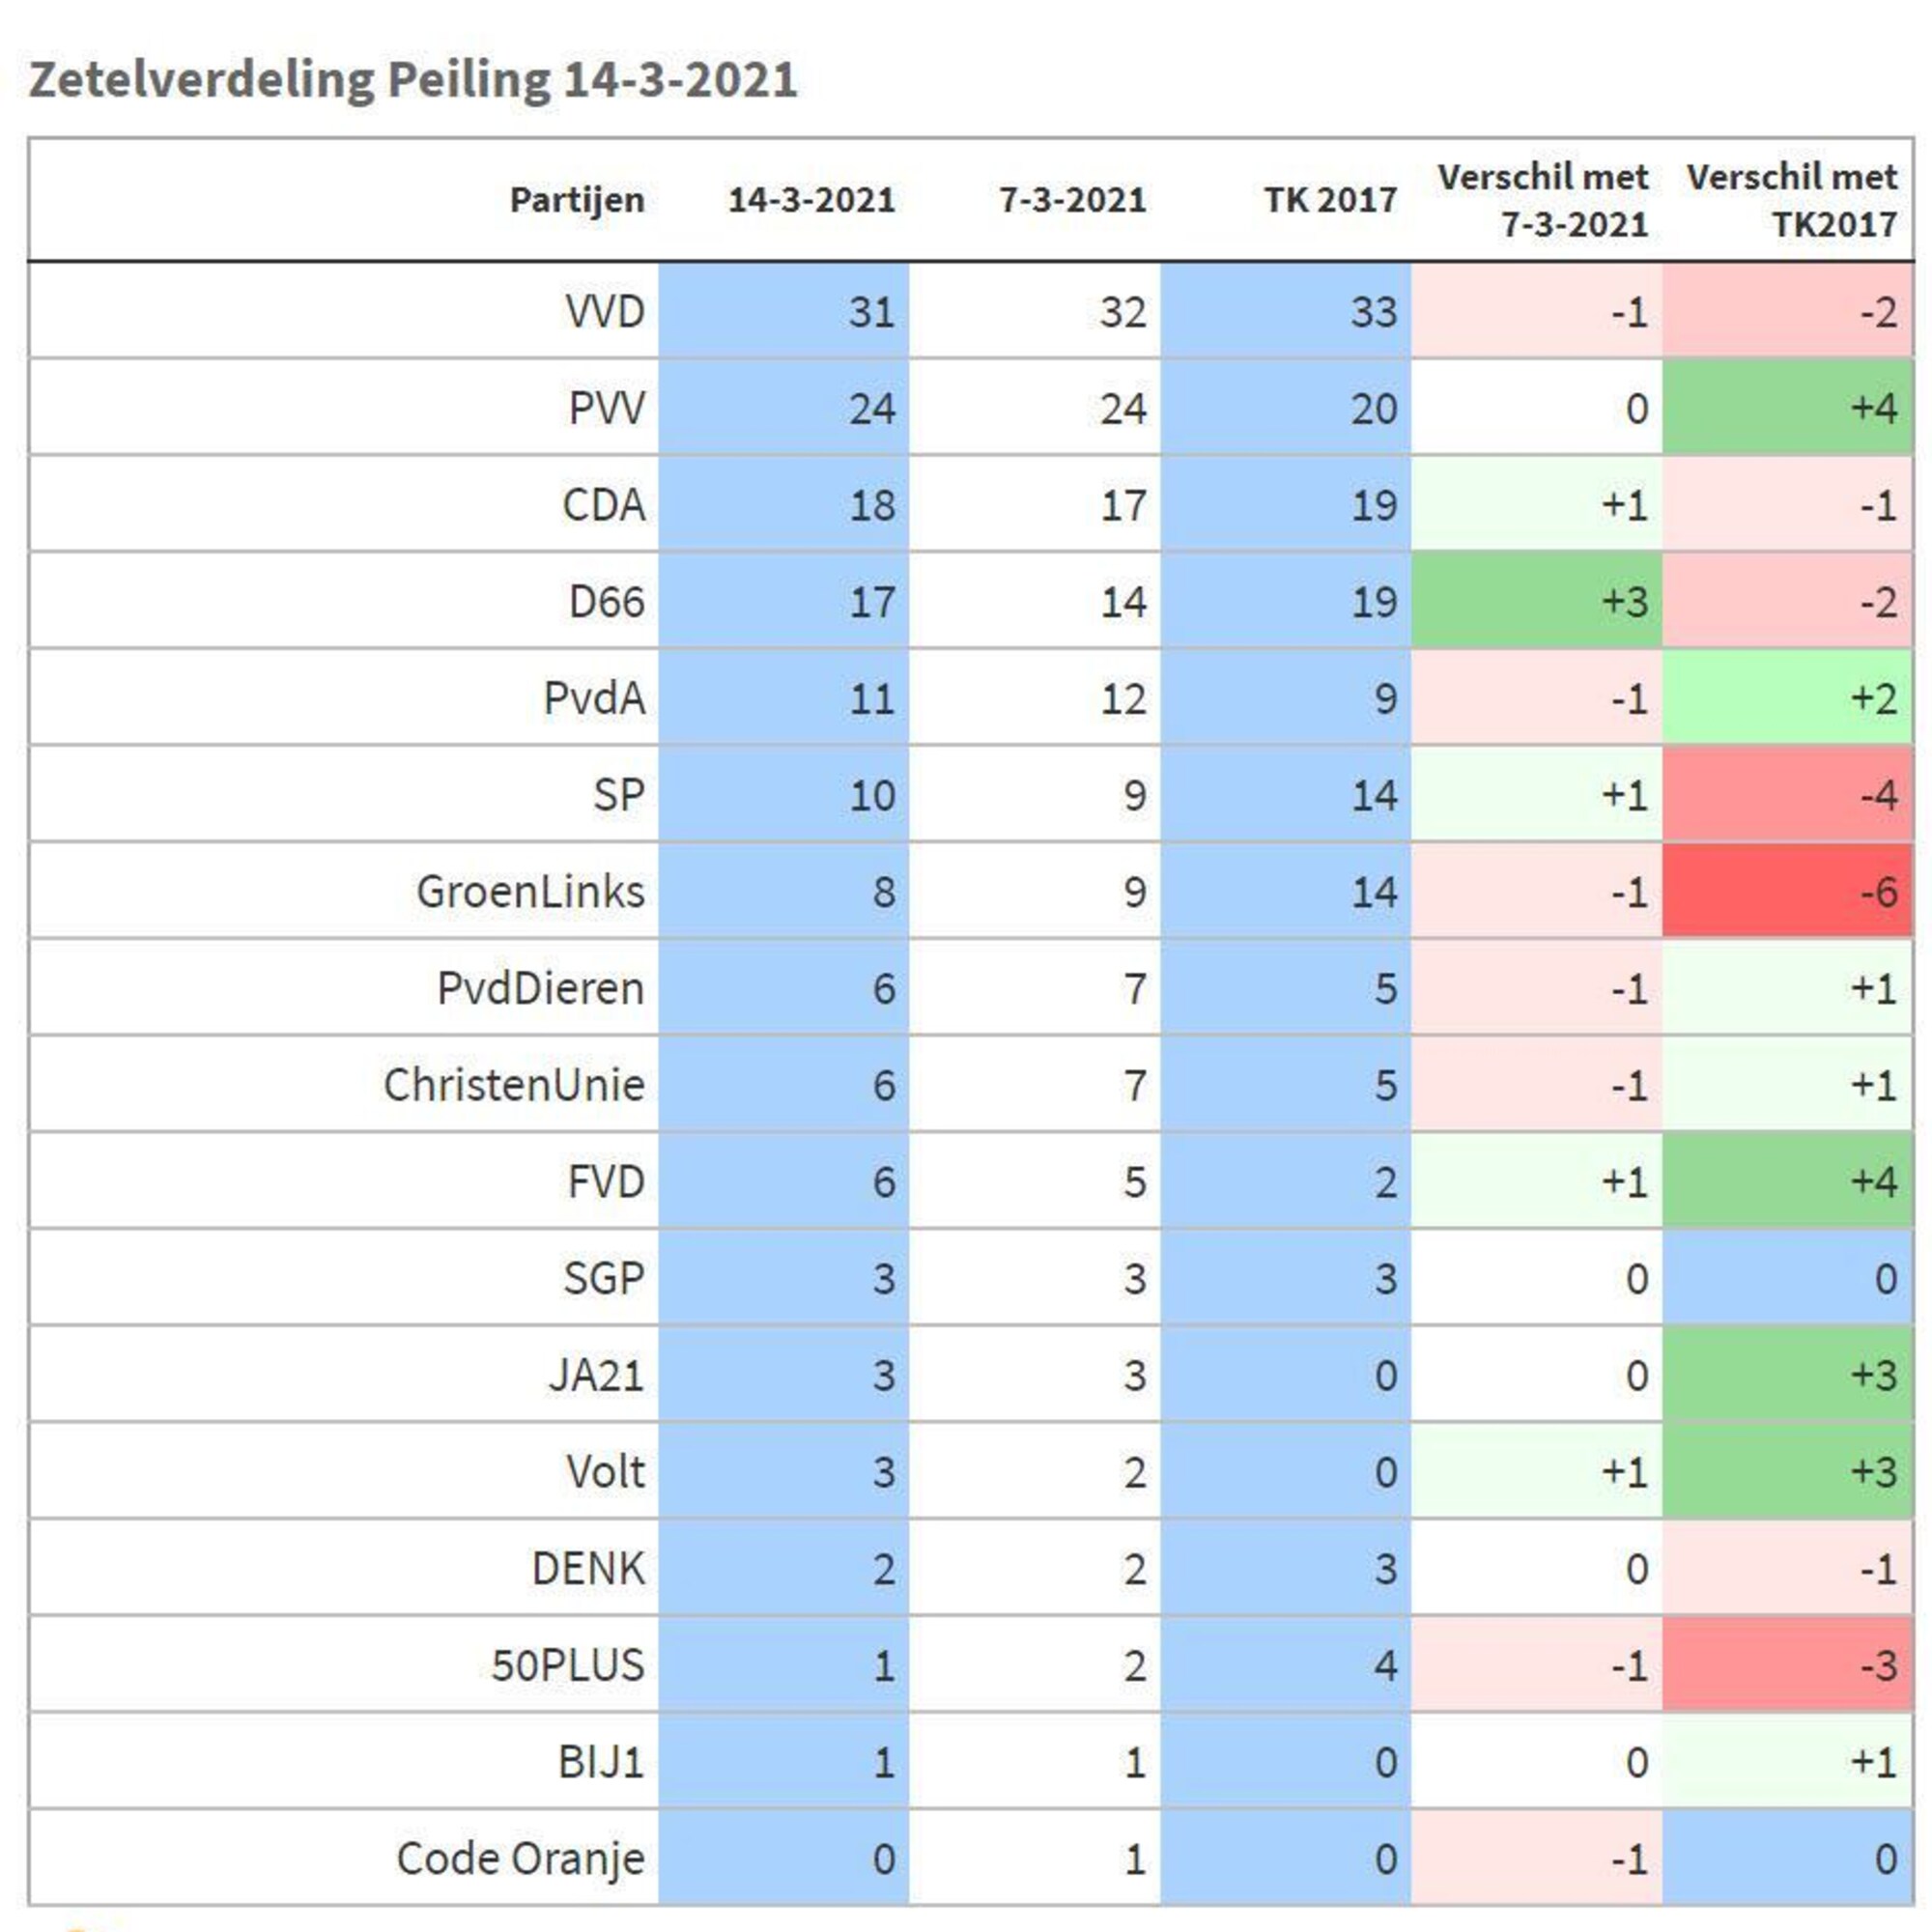 Zetelverdeling Peiling 14-3-2021
Partijen 14-3-2021 7-3-2021 TK 2017 Verschil met 7-3-2021 Verschil met TK2017
VVD 31 32 33 -1 -2
PVV 24 24 20 0 +4
CDA 18 17 19 +1 -1
D66 17 14 19 +3 -2
PvdA 11 12 9 -1 +2
SP 10 9 14 +1 -4
GroenLinks 8 9 14 -1 -6
PvdDieren 6 7 5 -1 +1
ChristenUnie 6 7 5 -1 +1
FVD 6 5 2 +1 +4
SGP 3 3 3 0 0
JA21 3 3 0 0 +3
Volt 3 2 0 +1 +3
DENK 2 2 3 0 -1
50PLUS 1 2 4 -1 -3
BIJ1 1 1 0 0 +1
Code Oranje 0 1 0 -1 0